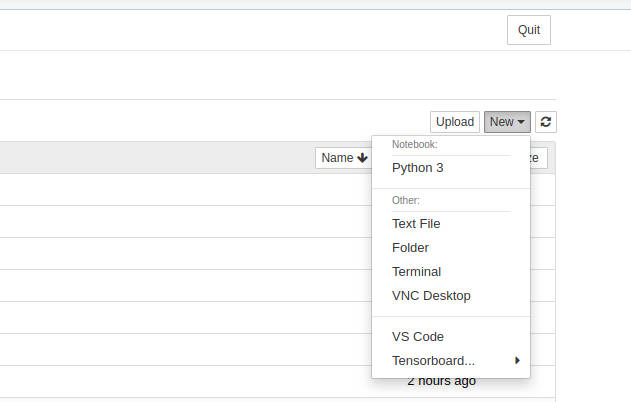 Quit
Upload New
Name ze
Notebook:
Python 3
Other:
Text File
Folder
Terminal
VNC Desktop
VS Code
Tensorboard...
2 hours ago